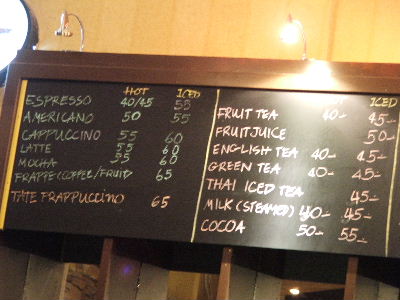 HOT ICED
ESPRESSO 40/45 55
AMERICANO 50 55
CAPPUCCINO 55 60
LATTE 55 60
MOCHA 55 60
FRAPPE (COFFEE/FRUIT) 65
TATE FRAPPUCCINO 65
HOT ICED
FRUIT TEA 40- 45-
FRUIT JUICE 50-
ENGLISH TEA 40- 45-
GREEN TEA 40- 45-
THAI ICED TEA 45-
MILK (STEAMED) 40- 45-
COCOA 50- 55-